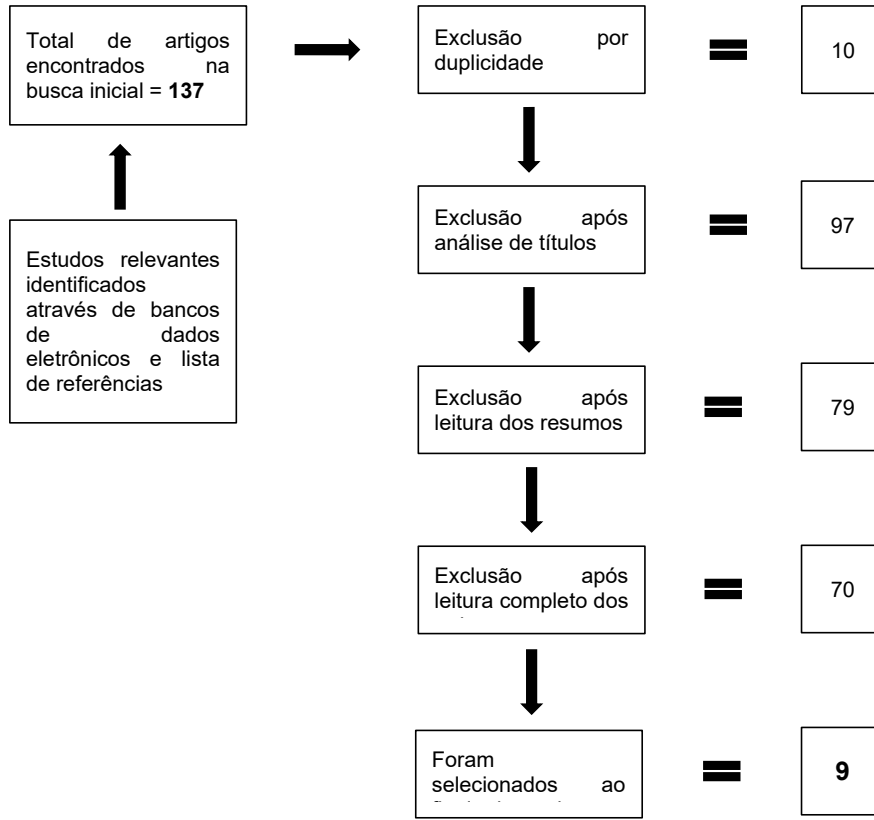 Total de artigos
encontrados na
busca inicial = 137
Exclusão por
duplicidade
10
Estudos relevantes
identificados
através de bancos
de dados
eletrônicos e lista
de referências
Exclusão após
análise de títulos
97
Exclusão após
leitura dos resumos
79
Exclusão após
leitura completo dos
70
Foram
selecionados ao
9